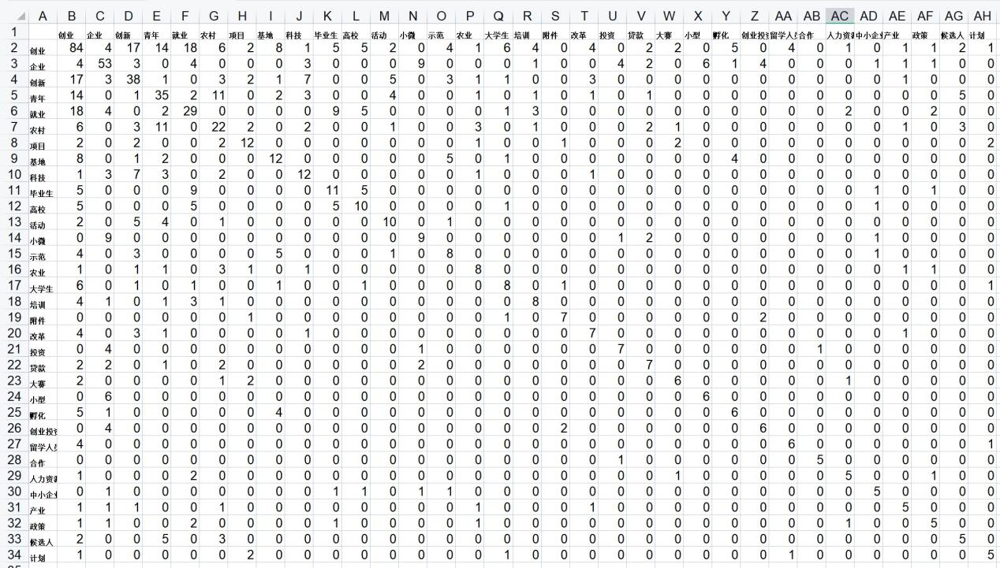 A B C D E F G H I J K L M N O P Q R S T U V W X Y Z AA AB AC AD AE AF AG AH
1 创业 企业 创新 青年 就业 农村 项目 基地 科技 毕业生 高校 活动 小微 示范 农业 大学生 培训 附件 改革 投资 贷款 大赛 小型 孵化 创业投 留学人 合作 人力资 中小企 产业 政策 候选人 计划
2 创业 84 4 17 14 18 6 2 8 1 5 5 2 0 4 1 6 4 0 4 0 2 2 0 5 0 4 0 1 0 1 1 2 1
3 企业 4 53 3 0 4 0 0 0 3 0 0 0 9 0 0 0 1 0 0 4 2 0 6 1 4 0 0 0 1 1 1 0 0
4 创新 17 3 38 1 0 3 2 1 7 0 0 5 0 3 1 1 0 0 3 0 0 0 0 0 0 0 0 0 0 1 0 0 0
5 青年 14 0 1 35 2 11 0 2 3 0 0 4 0 0 1 0 1 0 1 0 1 0 0 0 0 0 0 0 0 0 0 5 0
6 就业 18 4 0 2 29 0 0 0 0 9 5 0 0 0 0 1 3 0 0 0 0 0 0 0 0 0 0 2 0 0 2 0 0
7 农村 6 0 3 11 0 22 2 0 2 0 0 1 0 0 3 0 1 0 0 0 2 1 0 0 0 0 0 0 0 1 0 3 0
8 项目 2 0 2 0 0 2 12 0 0 0 0 0 0 0 1 0 0 1 0 0 0 2 0 0 0 0 0 0 0 0 0 0 2
9 基地 8 0 1 2 0 0 0 12 0 0 0 0 0 5 0 1 0 0 0 0 0 0 0 4 0 0 0 0 0 0 0 0 0
10 科技 1 3 7 3 0 2 0 0 12 0 0 0 0 0 1 0 0 0 1 0 0 0 0 0 0 0 0 0 0 0 0 0 0
11 毕业生 5 0 0 0 9 0 0 0 0 11 5 0 0 0 0 0 0 0 0 0 0 0 0 0 0 0 0 0 1 0 1 0 0
12 高校 5 0 0 0 5 0 0 0 0 5 10 0 0 0 0 1 0 0 0 0 0 0 0 0 0 0 0 0 1 0 0 0 0
13 活动 2 0 5 4 0 1 0 0 0 0 0 10 0 1 0 0 0 0 0 0 0 0 0 0 0 0 0 0 0 0 0 0 0
14 小微 0 9 0 0 0 0 0 0 0 0 0 0 9 0 0 0 0 0 0 1 2 0 0 0 0 0 0 0 1 0 0 0 0
15 示范 4 0 3 0 0 0 0 5 0 0 0 1 0 8 0 0 0 0 0 0 0 0 0 0 0 0 0 0 1 0 0 0 0
16 农业 1 0 1 1 0 3 1 0 1 0 0 0 0 0 8 0 0 0 0 0 0 0 0 0 0 0 0 0 0 1 1 0 0
17 大学生 6 0 1 0 1 0 0 1 0 0 1 0 0 0 0 8 0 1 0 0 0 0 0 0 0 0 0 0 0 0 0 0 1
18 培训 4 1 0 1 3 1 0 0 0 0 0 0 0 0 0 0 8 0 0 0 0 0 0 0 0 0 0 0 0 0 0 0 0
19 附件 0 0 0 0 0 0 1 0 0 0 0 0 0 0 0 1 0 7 0 0 0 0 0 0 2 0 0 0 0 0 0 0 0
20 改革 4 0 3 1 0 0 0 0 1 0 0 0 0 0 0 0 0 0 7 0 0 0 0 0 0 0 0 0 0 1 0 0 0
21 投资 0 4 0 0 0 0 0 0 0 0 0 0 1 0 0 0 0 0 0 7 0 0 0 0 0 0 1 0 0 0 0 0 0
22 贷款 2 2 0 1 0 2 0 0 0 0 0 0 2 0 0 0 0 0 0 0 7 0 0 0 0 0 0 0 0 0 0 0 0
23 大赛 2 0 0 0 0 1 2 0 0 0 0 0 0 0 0 0 0 0 0 0 0 6 0 0 0 0 0 1 0 0 0 0 0
24 小型 0 6 0 0 0 0 0 0 0 0 0 0 0 0 0 0 0 0 0 0 0 0 6 0 0 0 0 0 0 0 0 0 0
25 孵化 5 1 0 0 0 0 0 4 0 0 0 0 0 0 0 0 0 0 0 0 0 0 0 6 0 0 0 0 0 0 0 0 0
26 创业投 0 4 0 0 0 0 0 0 0 0 0 0 0 0 0 0 0 2 0 0 0 0 0 0 6 0 0 0 0 0 0 0 0
27 留学人 4 0 0 0 0 0 0 0 0 0 0 0 0 0 0 0 0 0 0 0 0 0 0 0 0 6 0 0 0 0 0 0 1
28 合作 0 0 0 0 0 0 0 0 0 0 0 0 0 0 0 0 0 0 0 1 0 0 0 0 0 0 5 0 0 0 0 0 0
29 人力资 1 0 0 0 2 0 0 0 0 0 0 0 0 0 0 0 0 0 0 0 0 1 0 0 0 0 0 5 0 0 1 0 0
30 中小企 0 1 0 0 0 0 0 0 0 1 1 0 1 1 0 0 0 0 0 0 0 0 0 0 0 0 0 0 5 0 0 0 0
31 产业 1 1 1 0 0 1 0 0 0 0 0 0 0 0 1 0 0 0 1 0 0 0 0 0 0 0 0 0 0 5 0 0 0
32 政策 1 1 0 0 2 0 0 0 0 1 0 0 0 0 1 0 0 0 0 0 0 0 0 0 0 0 0 1 0 0 5 0 0
33 候选人 2 0 0 5 0 3 0 0 0 0 0 0 0 0 0 0 0 0 0 0 0 0 0 0 0 0 0 0 0 0 0 5 0
34 计划 1 0 0 0 0 0 2 0 0 0 0 0 0 0 0 1 0 0 0 0 0 0 0 0 0 1 0 0 0 0 0 0 5